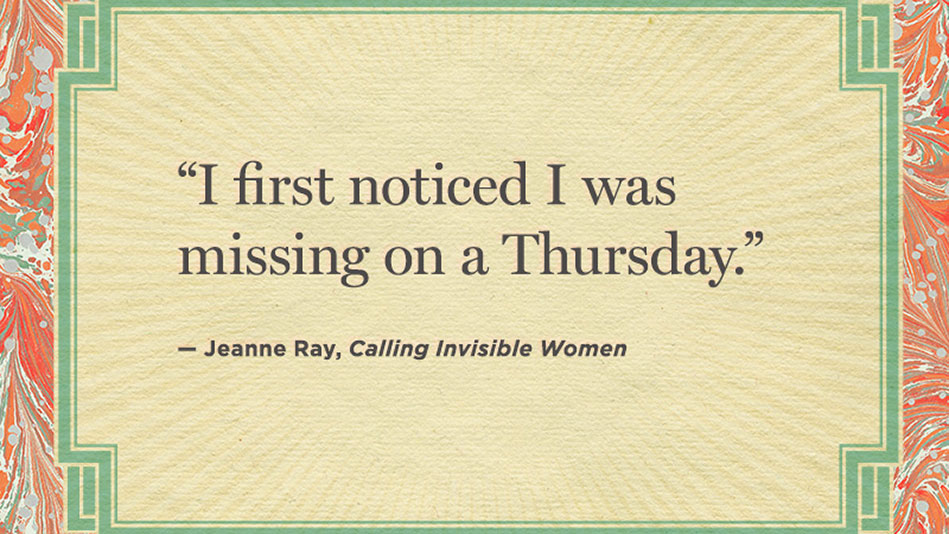 “I first noticed I was
missing on a Thursday.”
— Jeanne Ray, Calling Invisible Women